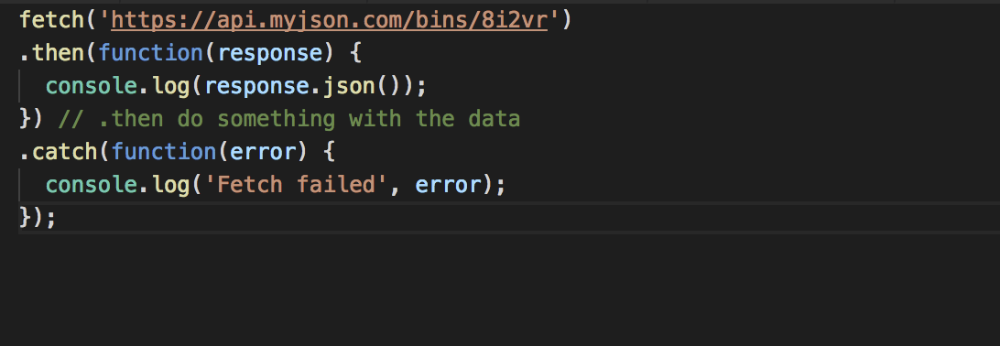 fetch('https://api.myjson.com/bins/8i2vr')
.then(function(response) {
  console.log(response.json());
}) // .then do something with the data
.catch(function(error) {
  console.log('Fetch failed', error);
});